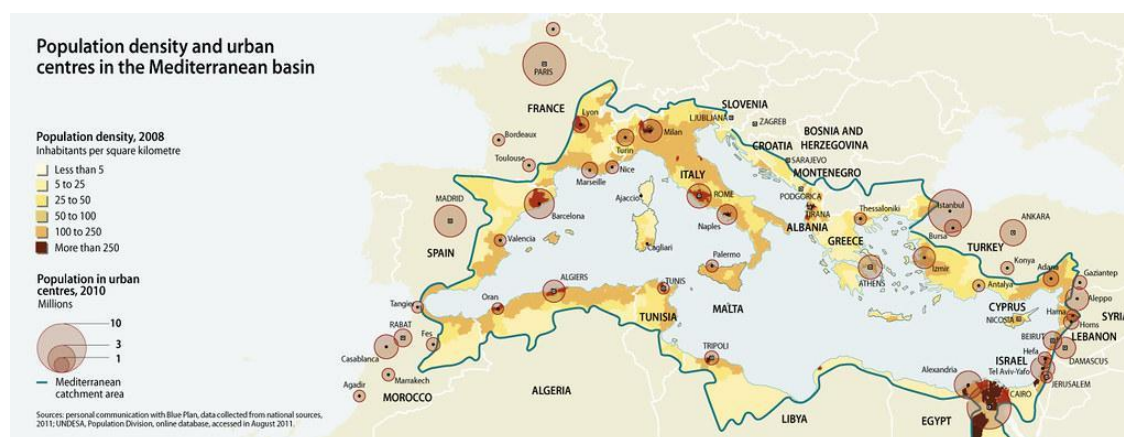 Population density and urban
centres in the Mediterranean basin
Population density, 2008
Inhabitants per square kilometre
Less than 5
5 to 25
25 to 50
50 to 100
100 to 250
More than 250
Population in urban
centres, 2010
Millions
10
3
1
Mediterranean
catchment area
Sources: personal communication with Blue Plan, data collected from national sources,
2011; UNDESA, Population Division, online database, accessed in August 2011.
PARIS
FRANCE
Lyon
Bordeaux
Toulouse
Turin
Milan
Marseille
Nice
SLOVENIA
LJUBLJANA
ZAGREB
BOSNIA AND
HERZEGOVINA
CROATIA
SARAJEVO
MONTENEGRO
PODGORICA
TIRANA
ALBANIA
ITALY
ROME
Naples
Ajaccio
Cagliari
Palermo
MADRID
SPAIN
Barcelona
Valencia
Thessaloniki
GREECE
ATHENS
Istanbul
Bursa
ANKARA
TURKEY
Konya
Izmir
Antalya
Adana
Gaziantep
Aleppo
Hama
SYRI
Homs
CYPRUS
NICOSIA
BEIRUT
LEBANON
DAMASCUS
Hefa
ISRAEL
Tel Aviv-Yafo
JERUSALEM
Alexandria
CAIRO
EGYPT
LIBYA
TRIPOLI
MALTA
TUNIS
TUNISIA
ALGIERS
Oran
ALGERIA
Tangier
RABAT
Fes
Casablanca
Marrakech
Agadir
MOROCCO